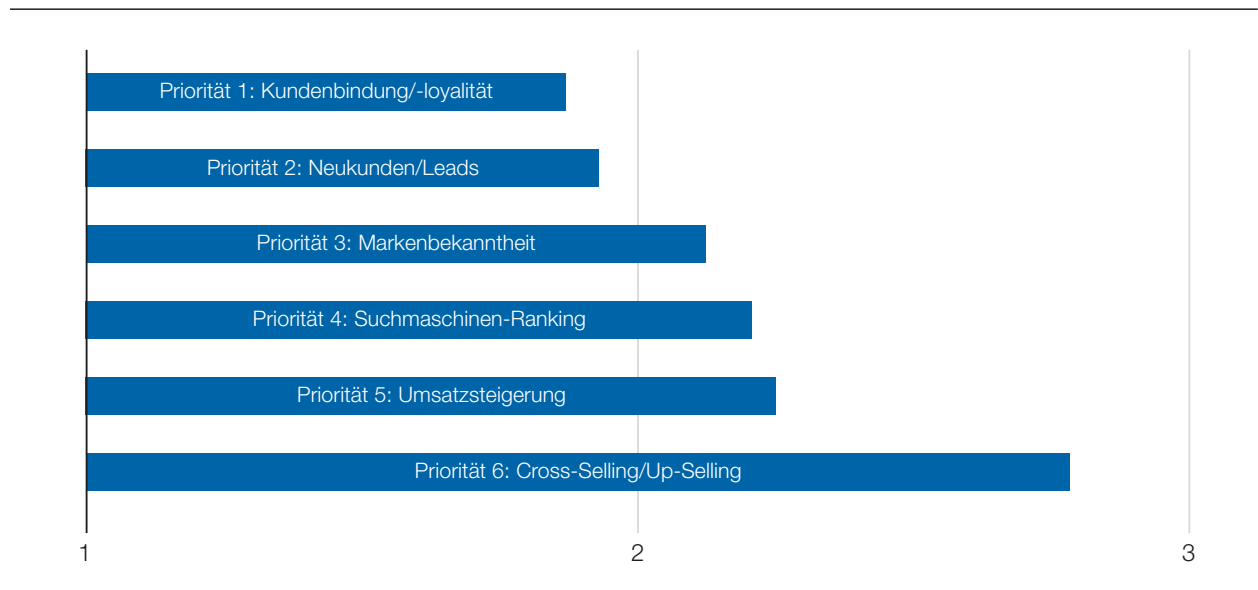 Priorität 1: Kundenbindung/-loyalität
Priorität 2: Neukunden/Leads
Priorität 3: Markenbekanntheit
Priorität 4: Suchmaschinen-Ranking
Priorität 5: Umsatzsteigerung
Priorität 6: Cross-Selling/Up-Selling
1 2 3